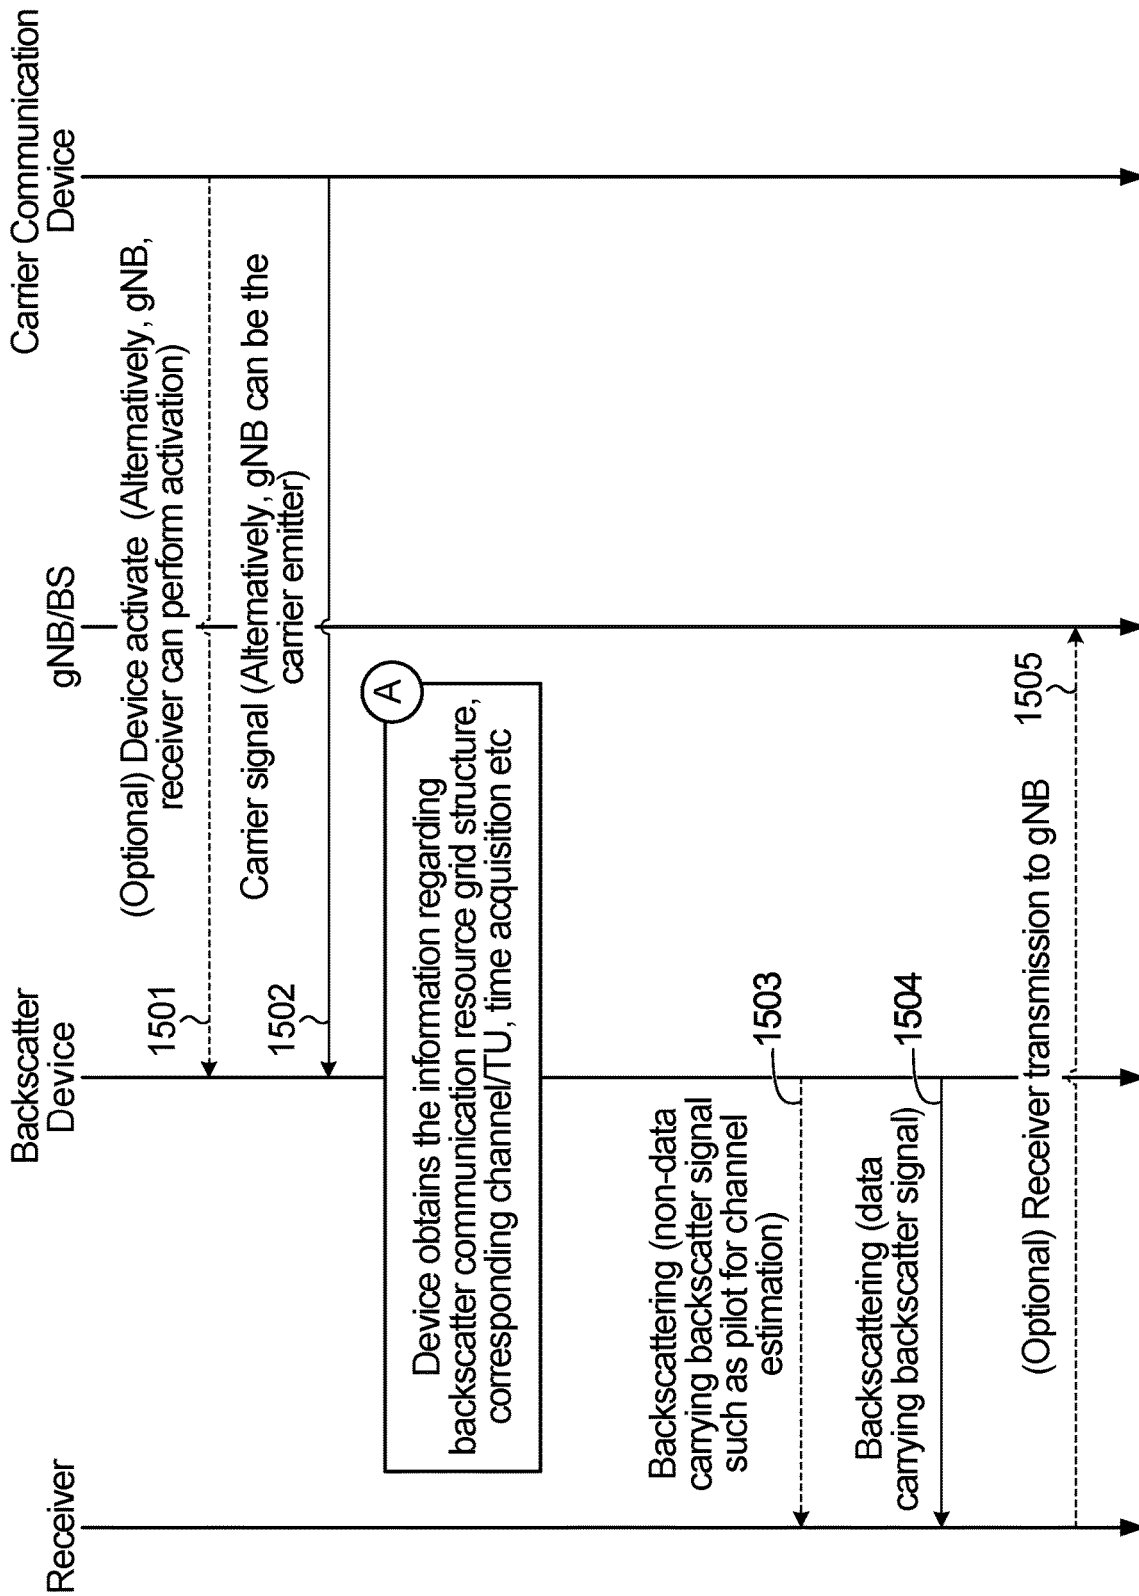 Receiver
Backscatter
Device
gNB/BS
Carrier Communication
Device
(Optional) Device activate (Alternatively, gNB,
receiver can perform activation)
1501
Carrier signal (Alternatively, gNB can be the
carrier emitter)
1502
A
Device obtains the information regarding
backscatter communication resource grid structure,
corresponding channel/TU, time acquisition etc
Backscattering (non-data
carrying backscatter signal
such as pilot for channel
estimation)
1503
Backscattering (data
carrying backscatter signal)
1504
(Optional) Receiver transmission to gNB
1505